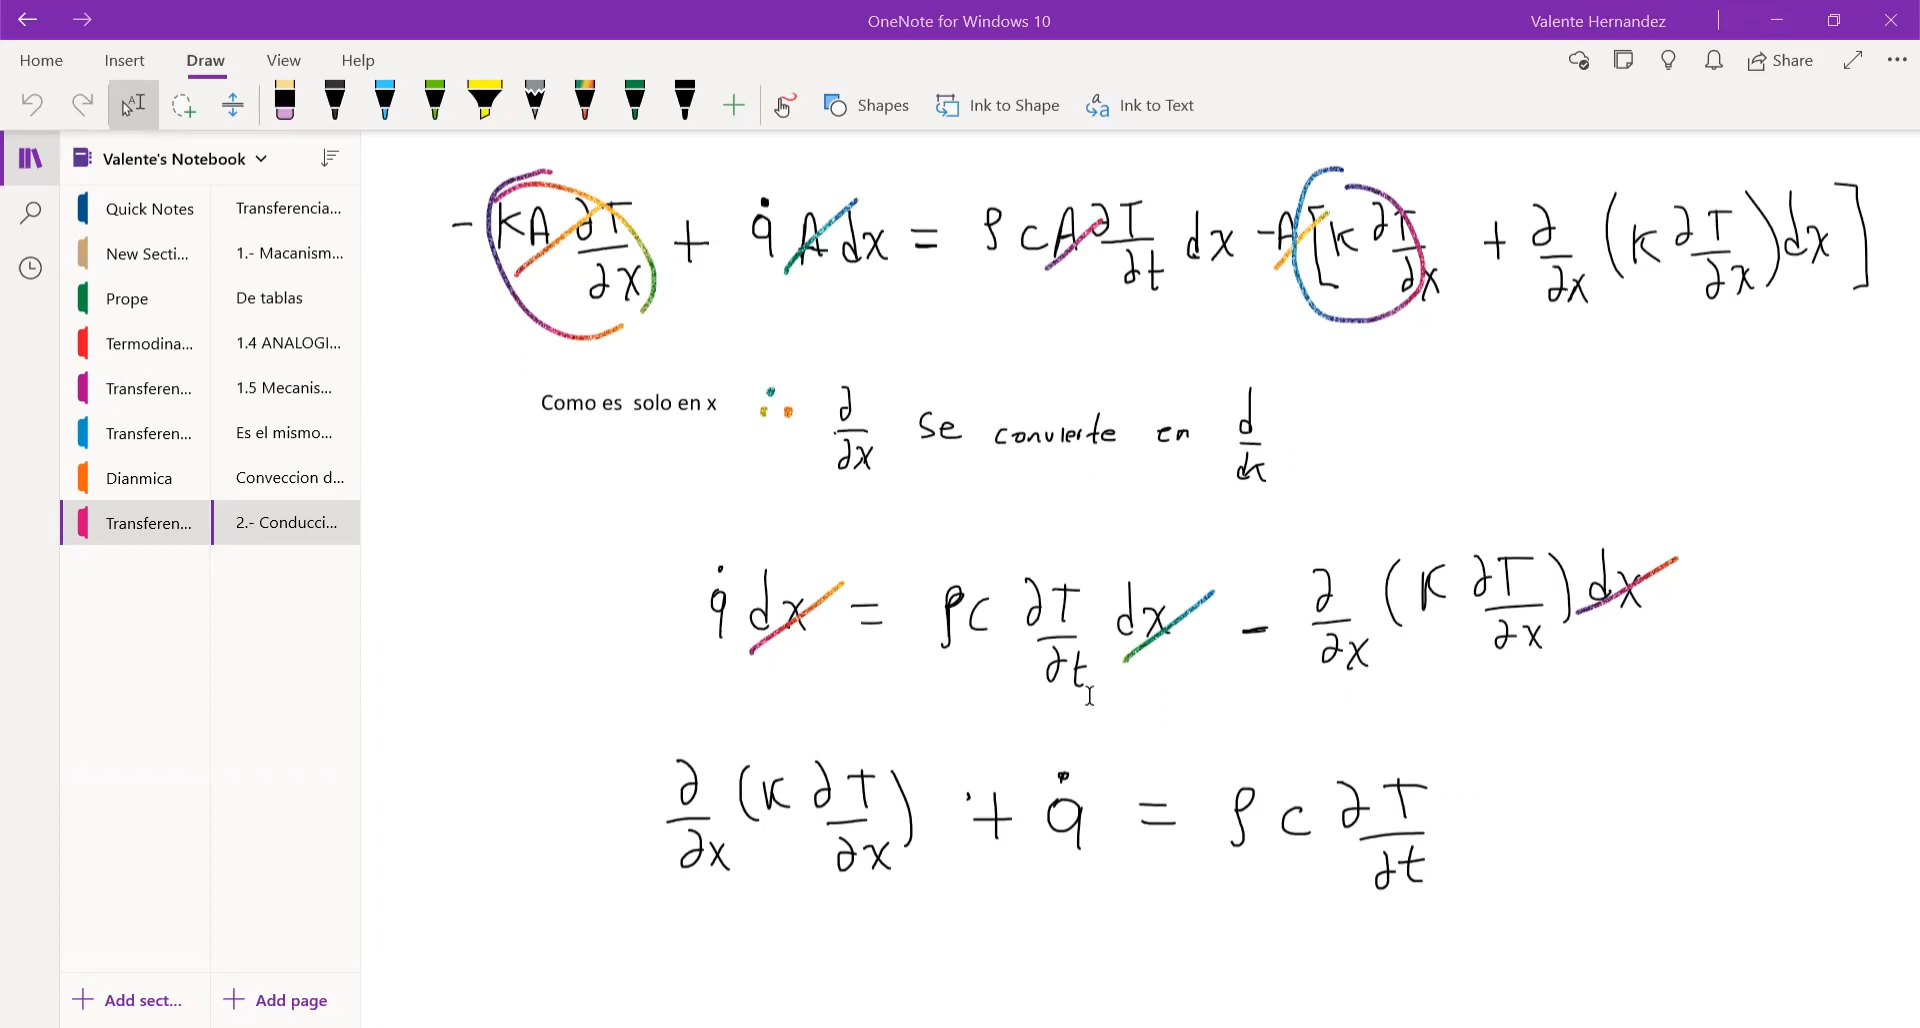 OneNote for Windows 10
Valente Hernandez
Home Insert Draw View Help
Share
Shapes
Ink to Shape
Ink to Text
Valente's Notebook
Quick Notes
New Secti...
Prope
Termodina...
Transferen...
Transferen...
Dianmica
Transferen...
Transferencia...
1.- Macanism...
De tablas
1.4 ANALOGI...
1.5 Mecanis...
Es el mismo...
Conveccion d...
2.- Conducci...
Add sect...
Add page
- KA ∂T/∂x + q̇ A dx = ρ c A ∂T/∂t dx - A [K ∂T/∂x + ∂/∂x (K ∂T/∂x) dx]
Como es solo en x ∴ ∂/∂x Se convierte en d/dx
q̇ dx = ρc ∂T/∂t dx - ∂/∂x (K ∂T/∂x) dx
∂/∂x (K ∂T/∂x) + q̇ = ρ c ∂T/∂t